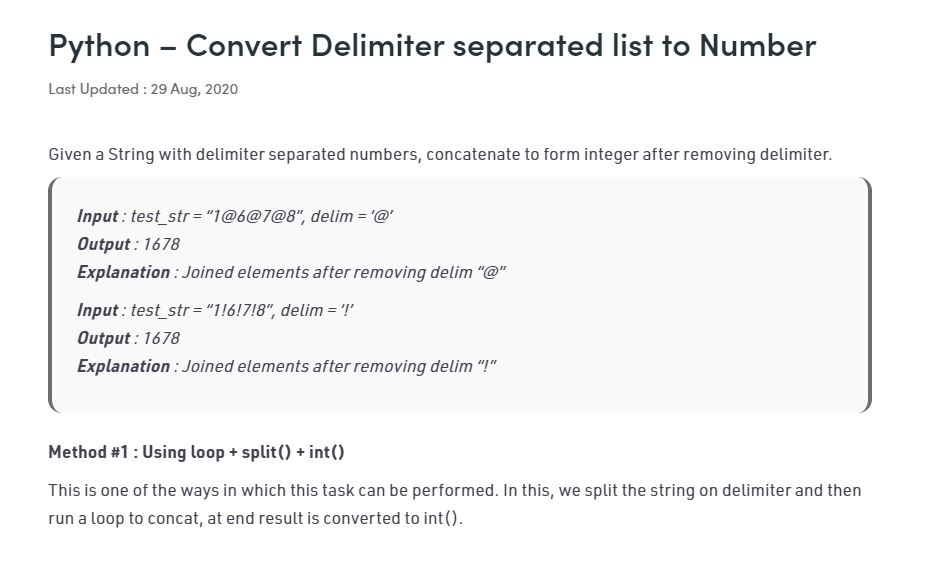 Python – Convert Delimiter separated list to Number
Last Updated : 29 Aug, 2020
Given a String with delimiter separated numbers, concatenate to form integer after removing delimiter.
Input : test_str = “1@6@7@8”, delim = ‘@’
Output : 1678
Explanation : Joined elements after removing delim “@”
Input : test_str = “1!6!7!8”, delim = ‘!’
Output : 1678
Explanation : Joined elements after removing delim “!”
Method #1 : Using loop + split() + int()
This is one of the ways in which this task can be performed. In this, we split the string on delimiter and then
run a loop to concat, at end result is converted to int().